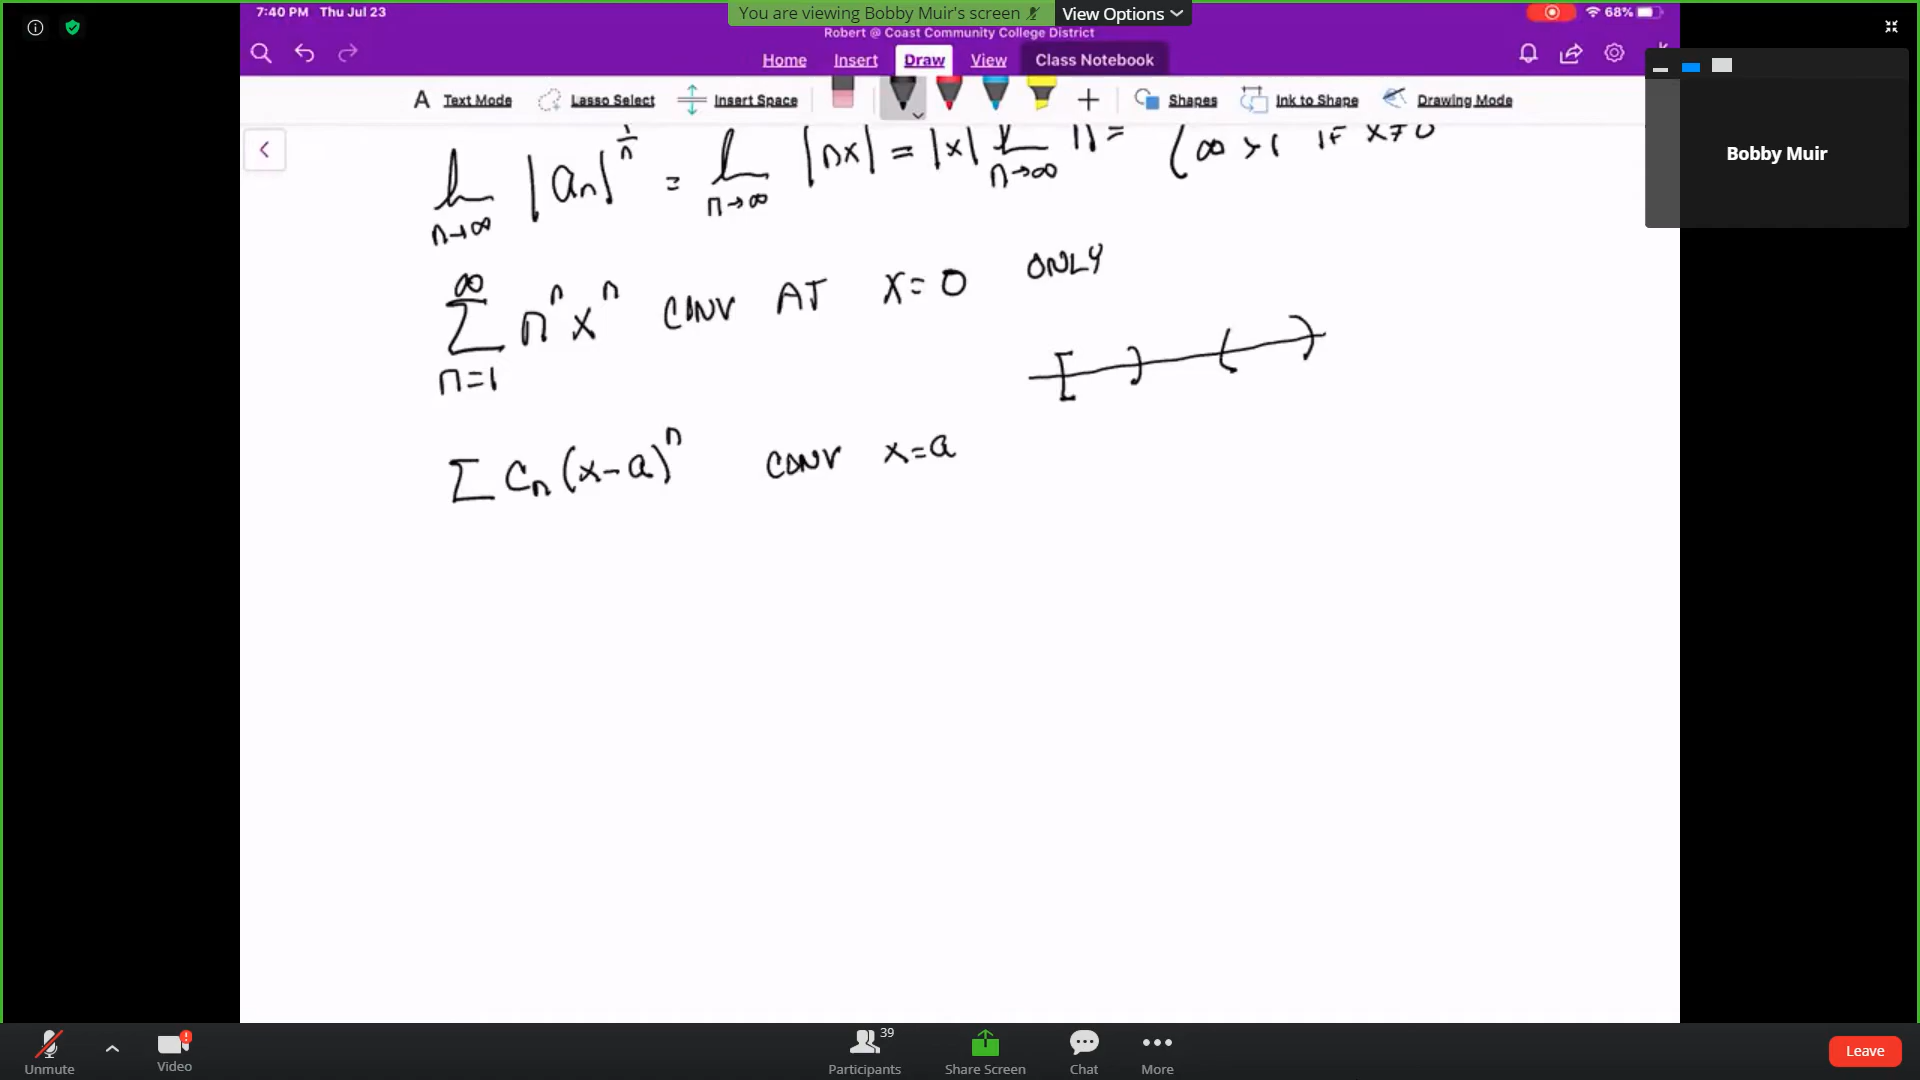 7:40 PM Thu Jul 23
You are viewing Bobby Muir's screen
View Options
68%
Robert @ Coast Community College District
Home Insert Draw View Class Notebook
A Text Mode Lasso Select Insert Space Shapes Ink to Shape Drawing Mode
Bobby Muir
lim n→∞ |aₙ|^(1/n) = lim n→∞ |nx| = |x| lim n→∞ n = { ∞ > 1 IF x≠0
∞ Σ n=1 nⁿxⁿ CONV AT x=0 ONLY
Σ Cₙ(x-a)ⁿ CONV x=a
Unmute
Video
Participants 39
Share Screen
Chat
More
Leave